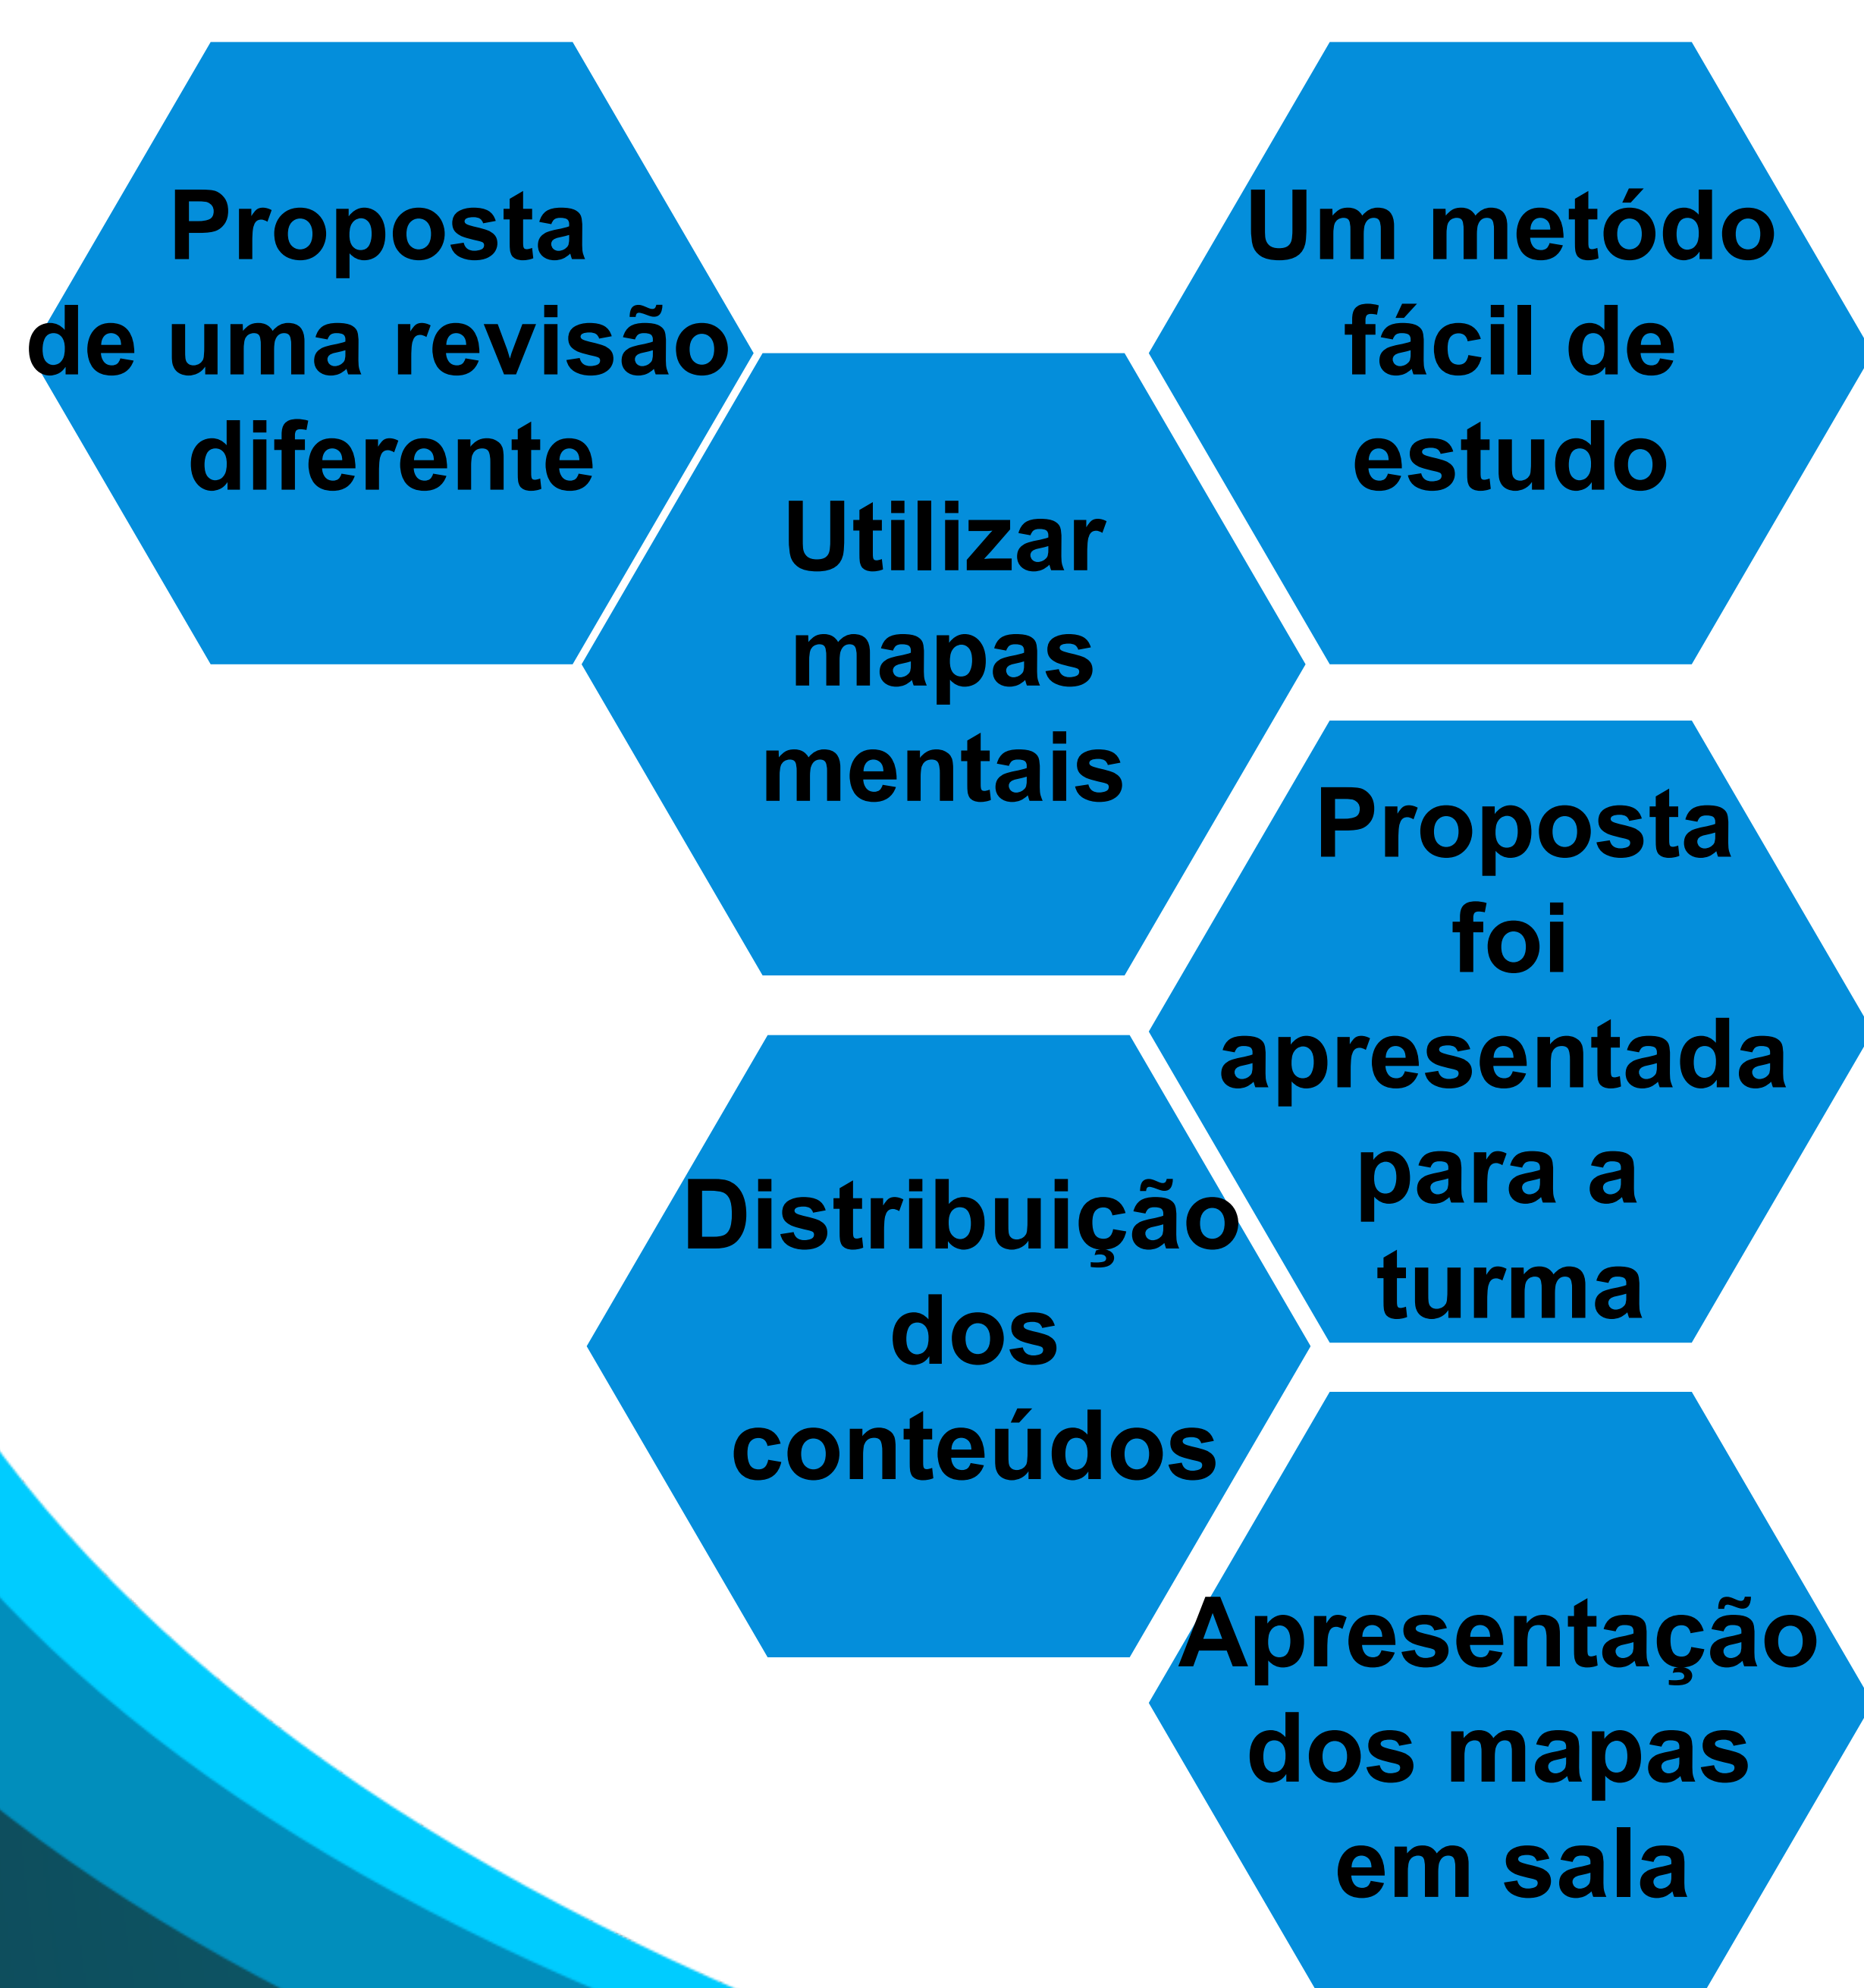 Proposta
de uma revisão
diferente
Utilizar
mapas
mentais
Um metódo
fácil de
estudo
Proposta
foi
apresentada
para a
turma
Distribuição
dos
conteúdos
Apresentação
dos mapas
em sala